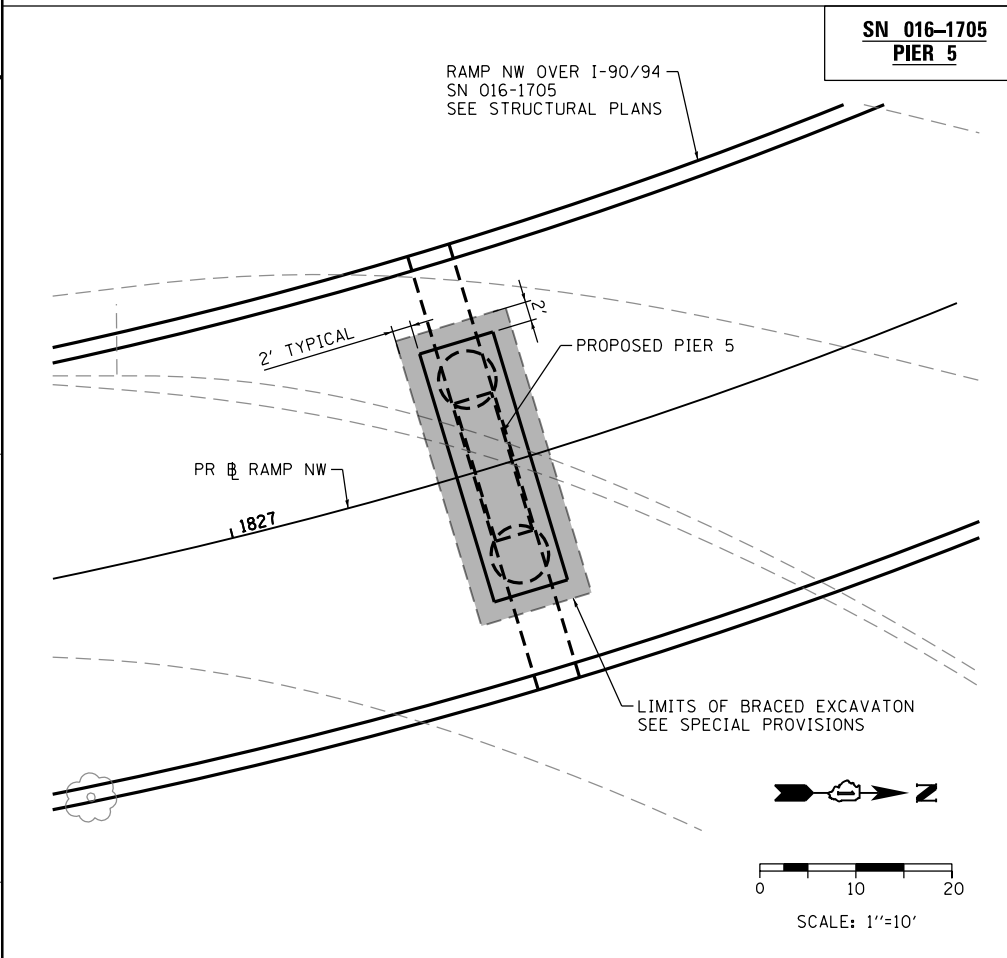 SN 016–1705
PIER 5
RAMP NW OVER I-90/94
SN 016-1705
SEE STRUCTURAL PLANS
2' TYPICAL
2'
PROPOSED PIER 5
PR ⅊ RAMP NW
1827
LIMITS OF BRACED EXCAVATON
SEE SPECIAL PROVISIONS
N
0 10 20
SCALE: 1''=10'